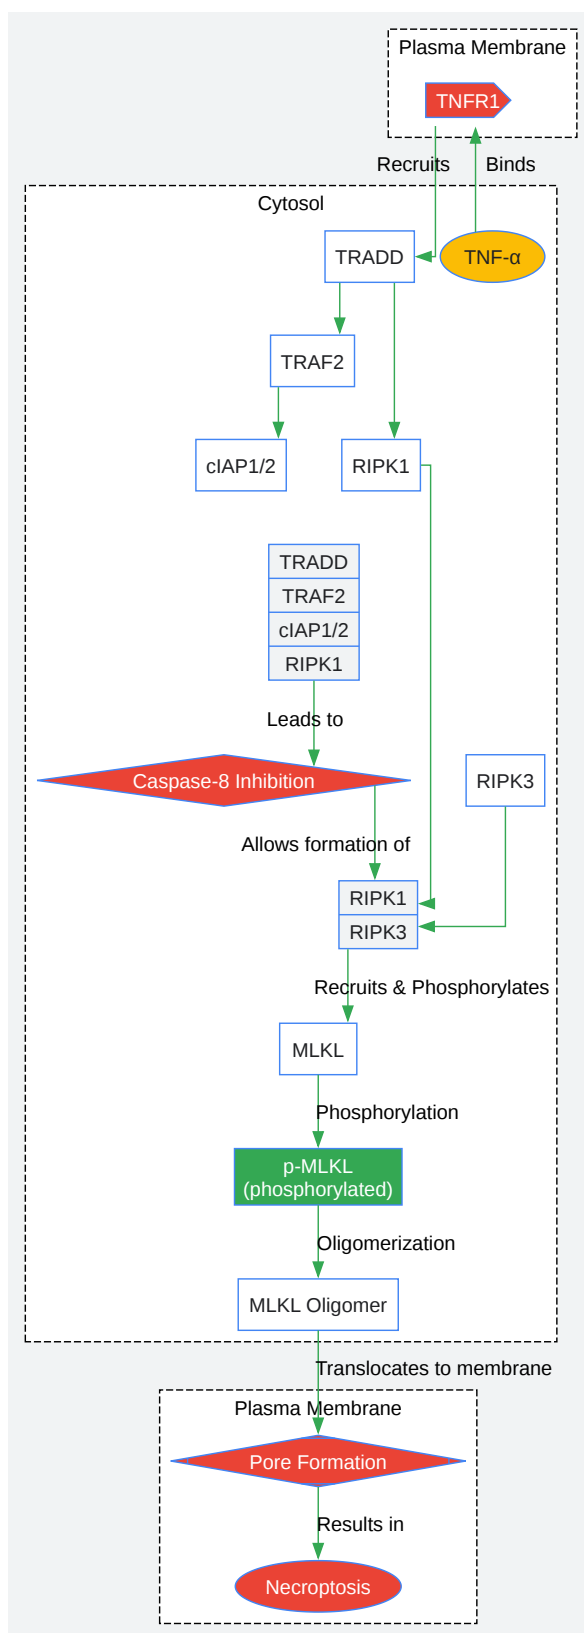 Plasma Membrane
TNFR1
Recruits
Binds
Cytosol
TRADD
TNF-α
TRAF2
cIAP1/2
RIPK1
TRADD
TRAF2
cIAP1/2
RIPK1
Leads to
Caspase-8 Inhibition
RIPK3
Allows formation of
RIPK1
RIPK3
Recruits & Phosphorylates
MLKL
Phosphorylation
p-MLKL
(phosphorylated)
Oligomerization
MLKL Oligomer
Translocates to membrane
Plasma Membrane
Pore Formation
Results in
Necroptosis